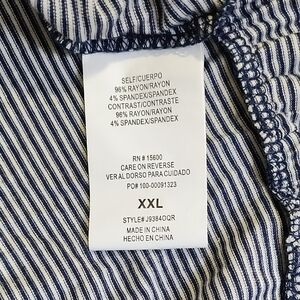 SELF/CUERPO
96% RAYON/RAYON
4% SPANDEX/SPANDEX
CONTRAST/CONTRASTE
96% RAYON/RAYON
4% SPANDEX/SPANDEX
RN # 15600
CARE ON REVERSE
VER AL DORSO PARA CUIDADO
PO# 100-00091323
XXL
STYLE# J9384OQR
MADE IN CHINA
HECHO EN CHINA